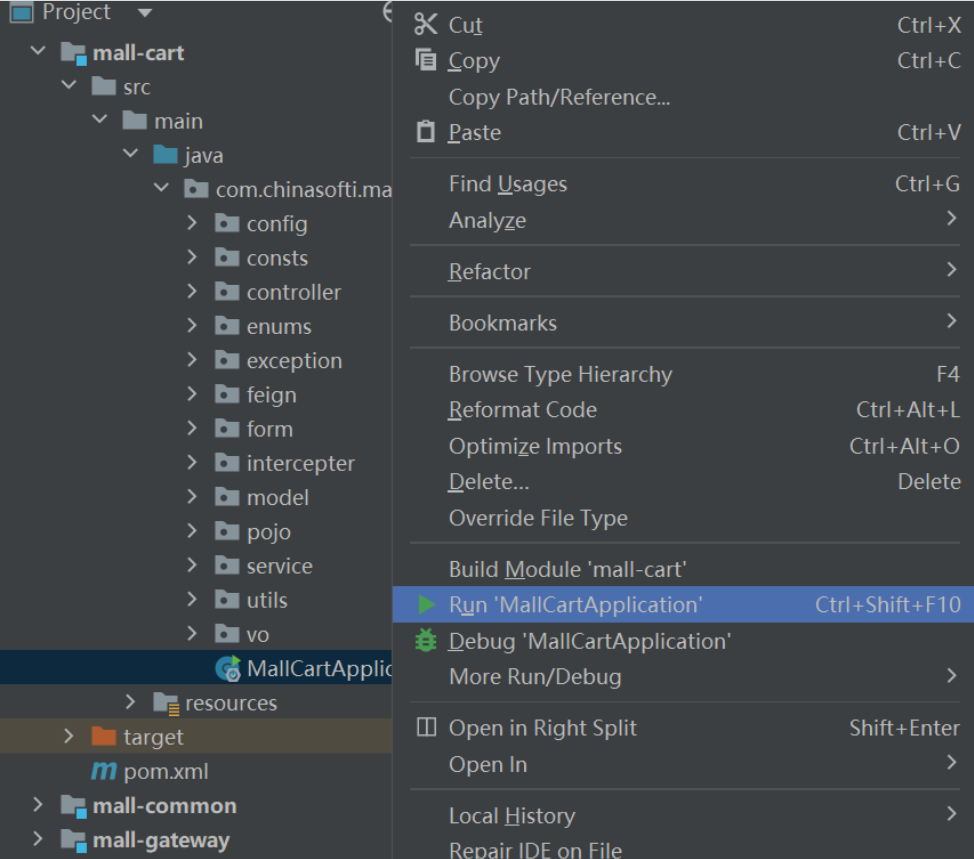 Project
mall-cart
src
main
java
com.chinasofti.ma
config
consts
controller
enums
exception
feign
form
intercepter
model
pojo
service
utils
vo
MallCartApplic
resources
target
pom.xml
mall-common
mall-gateway
Cut Ctrl+X
Copy Ctrl+C
Copy Path/Reference...
Paste Ctrl+V
Find Usages Ctrl+G
Analyze
Refactor
Bookmarks
Browse Type Hierarchy F4
Reformat Code Ctrl+Alt+L
Optimize Imports Ctrl+Alt+O
Delete... Delete
Override File Type
Build Module 'mall-cart'
Run 'MallCartApplication' Ctrl+Shift+F10
Debug 'MallCartApplication'
More Run/Debug
Open in Right Split Shift+Enter
Open In
Local History
Repair IDE on File